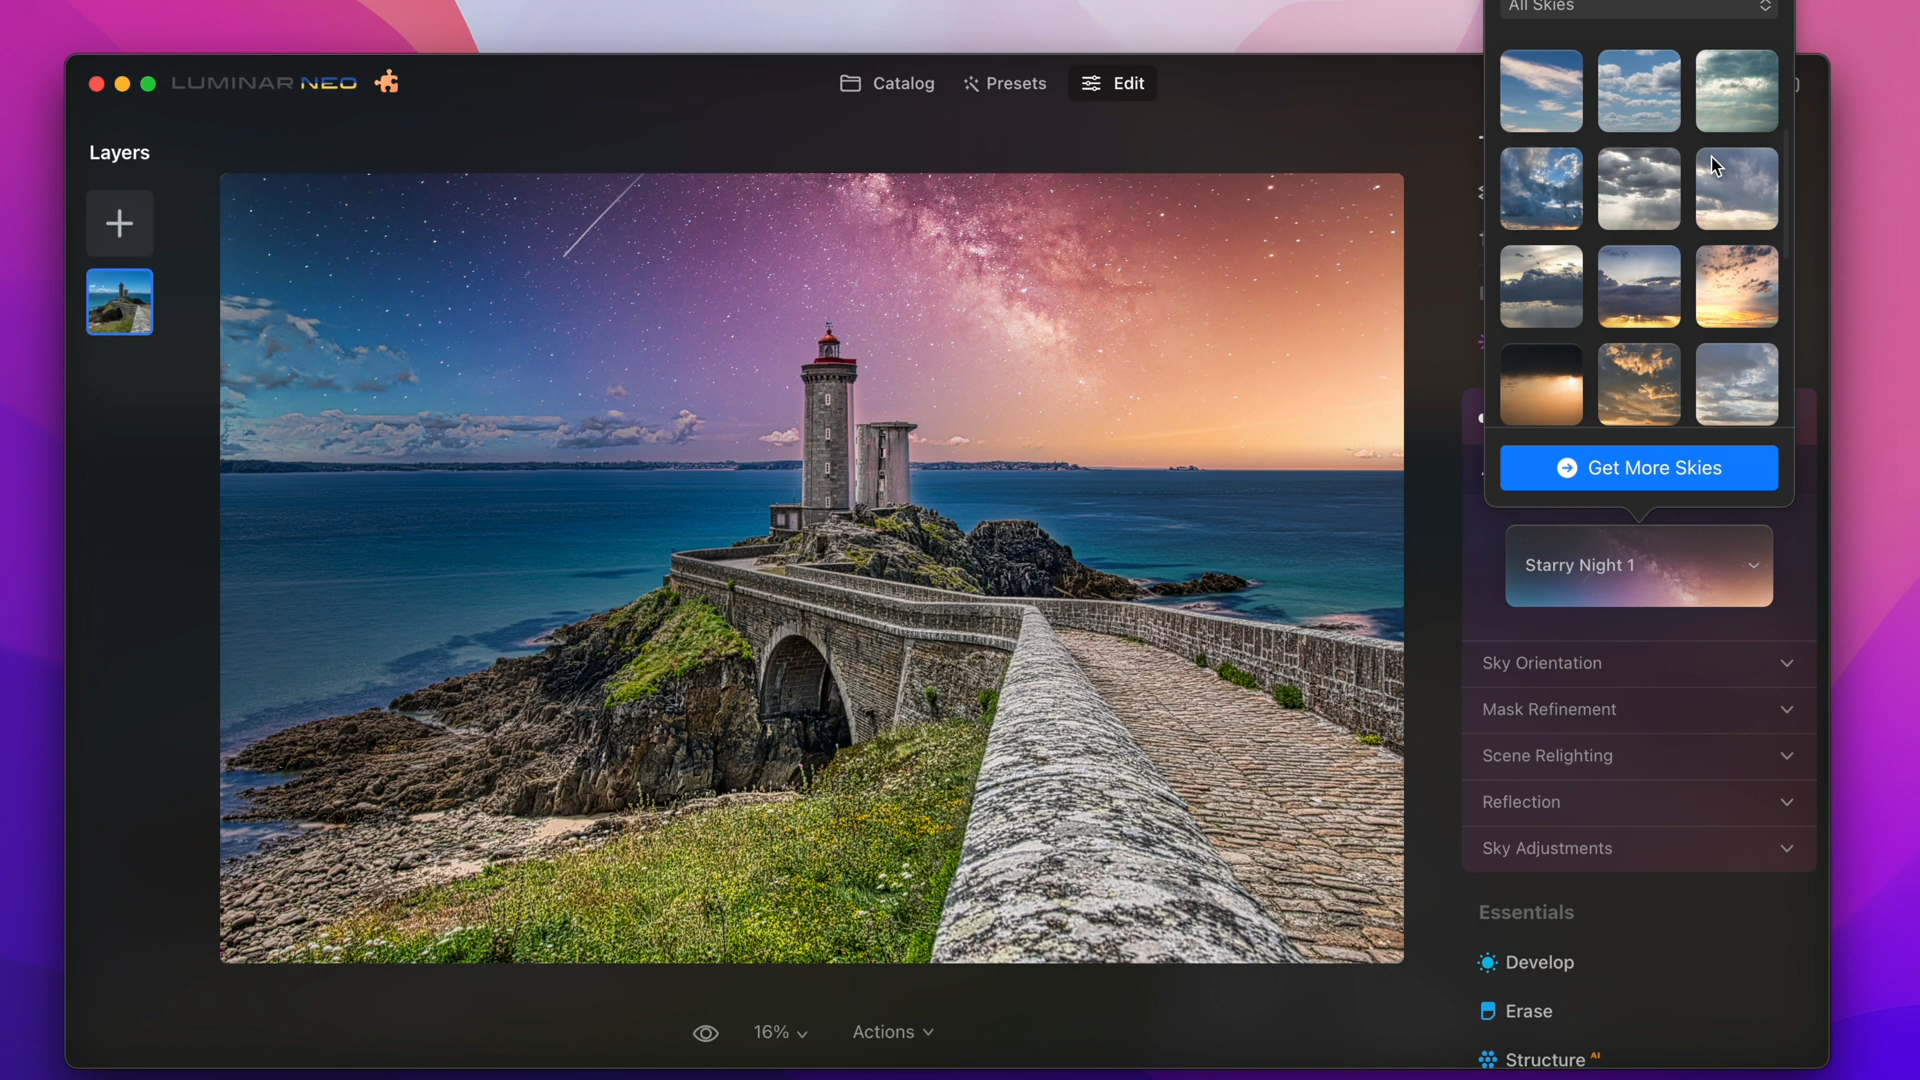 All Skies
LUMINAR NEO
Catalog
Presets
Edit
Layers
Get More Skies
Starry Night 1
Sky Orientation
Mask Refinement
Scene Relighting
Reflection
Sky Adjustments
Essentials
Develop
Erase
Structure AI
16%
Actions